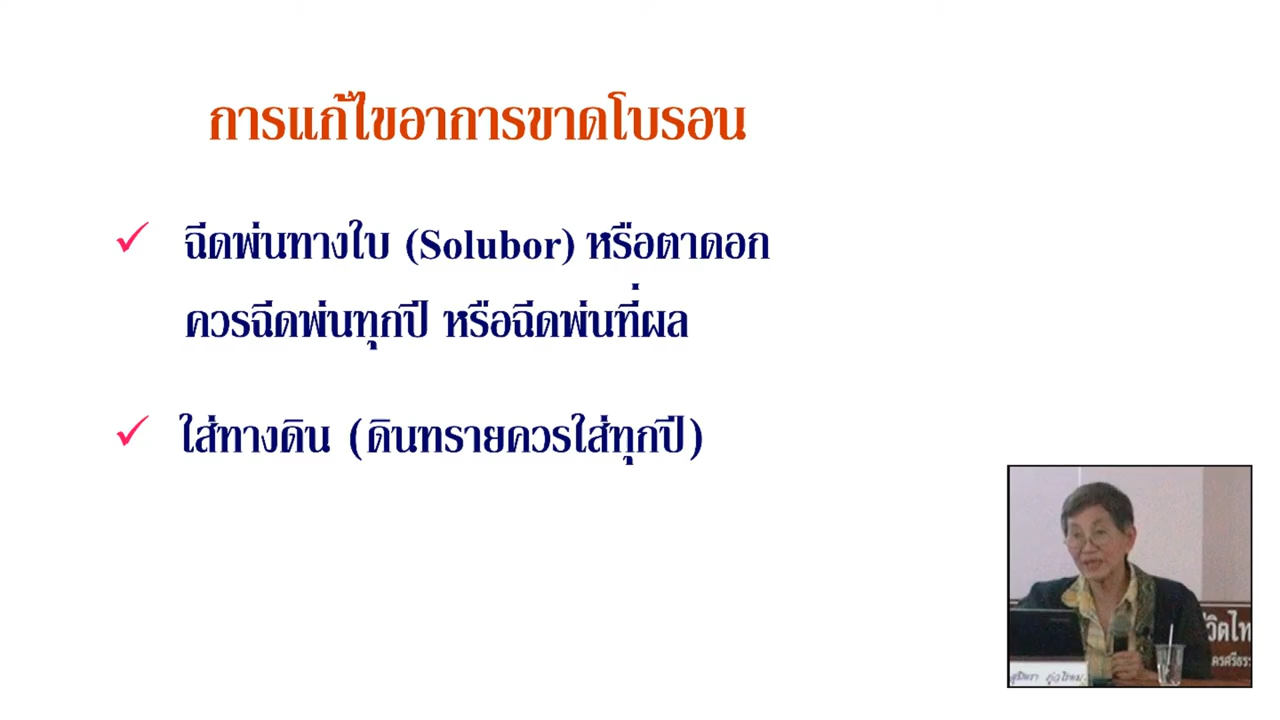 การแก้ไขอาการขาดโบรอน
✓ ฉีดพ่นทางใบ (Solubor) หรือตาดอก
ควรฉีดพ่นทุกปี หรือฉีดพ่นที่ผล
✓ ใส่ทางดิน (ดินทรายควรใส่ทุกปี)